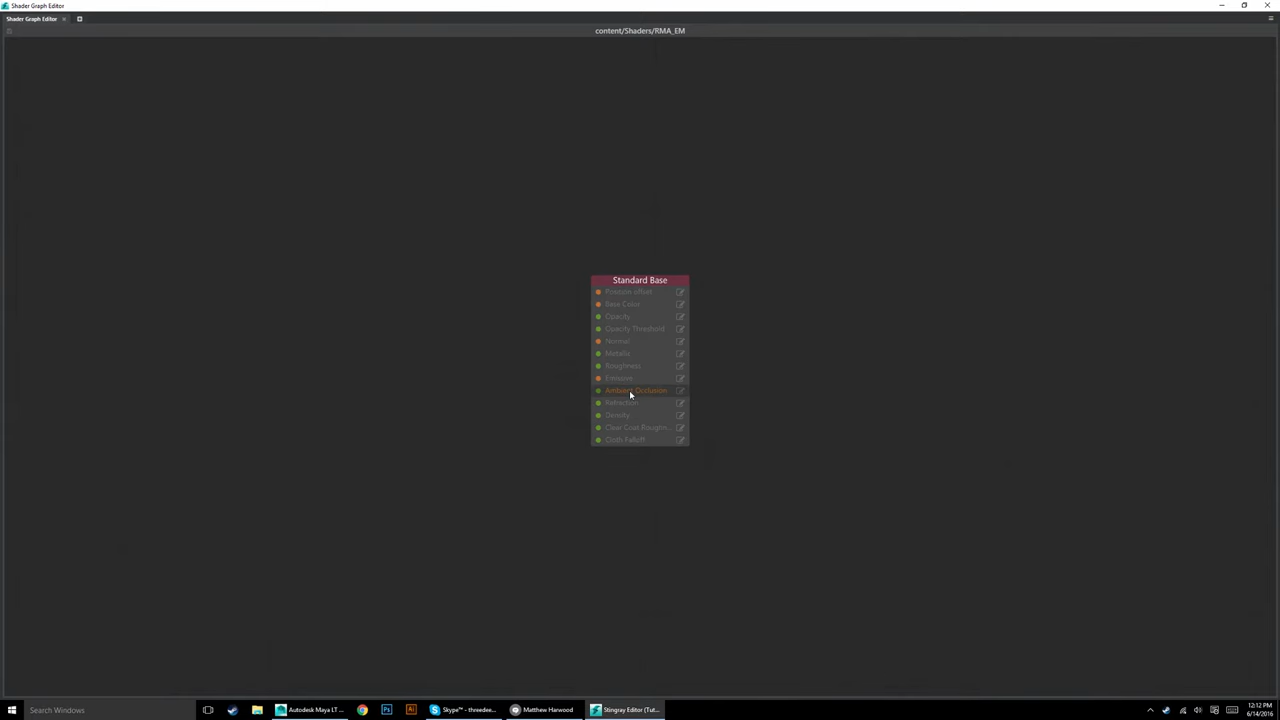 Shader Graph Editor
Shader Graph Editor
content/Shaders/RMA_EM
Standard Base
Position offset
Base Color
Opacity
Opacity Threshold
Normal
Metallic
Roughness
Emissive
Ambient Occlusion
Refraction
Density
Clear Coat Roughn...
Cloth Falloff
Search Windows
Autodesk Maya LT ...
Skype™ - threedee...
Matthew Harwood
Stingray Editor (Tut...
12:12 PM
6/14/2016